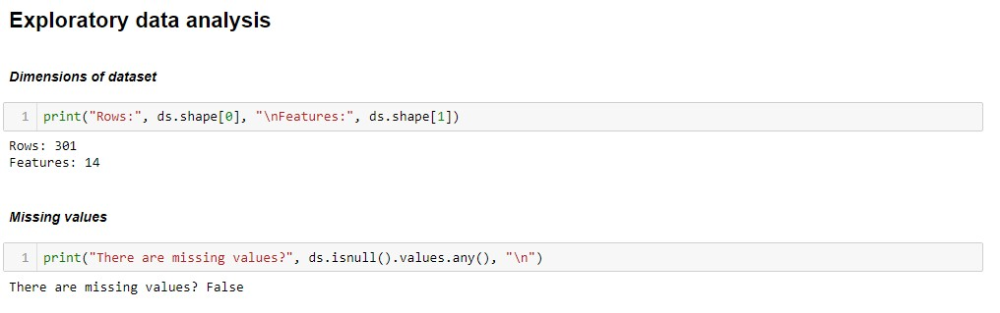 Exploratory data analysis
Dimensions of dataset
1 print("Rows:", ds.shape[0], "\nFeatures:", ds.shape[1])
Rows: 301
Features: 14
Missing values
1 print("There are missing values?", ds.isnull().values.any(), "\n")
There are missing values? False